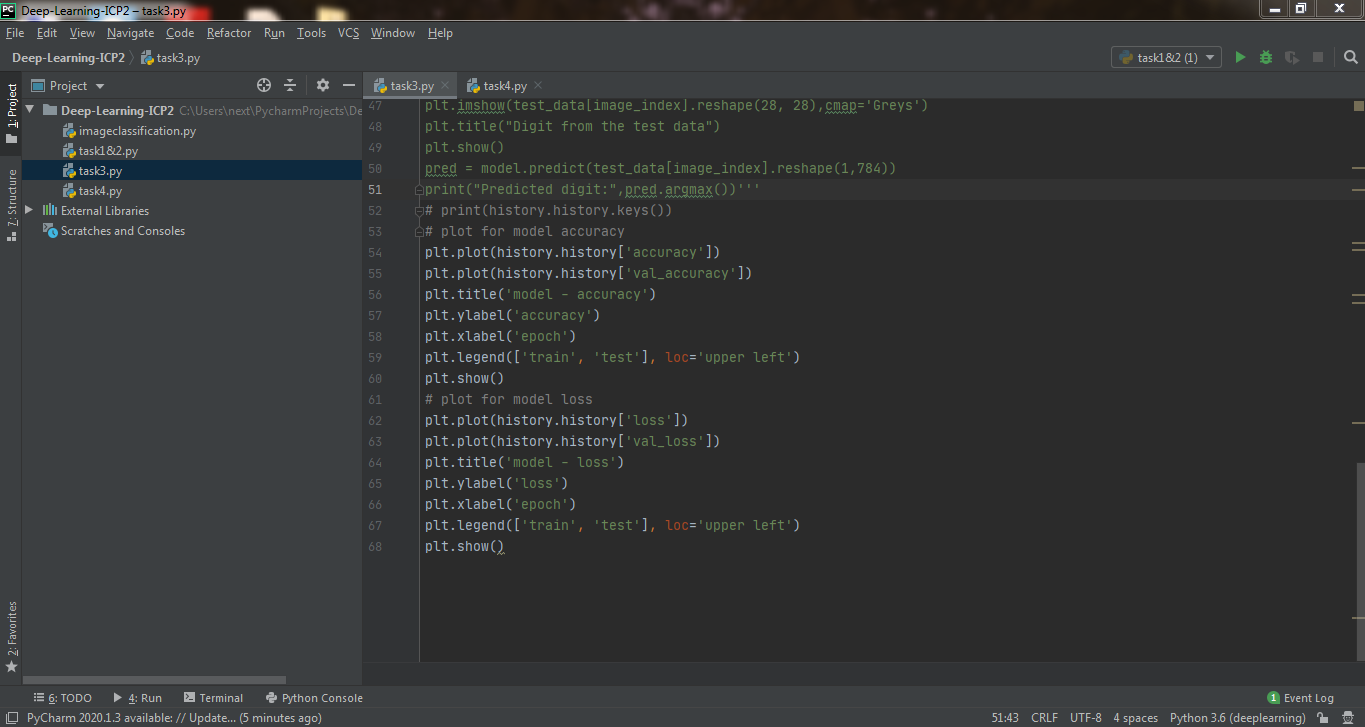 PC Deep-Learning-ICP2 – task3.py
File Edit View Navigate Code Refactor Run Tools VCS Window Help
Deep-Learning-ICP2 task3.py task1&2 (1)
Project
task3.py task4.py
1: Project
7: Structure
2: Favorites
Deep-Learning-ICP2 C:\Users\next\PycharmProjects\De
imageclassification.py
task1&2.py
task3.py
task4.py
External Libraries
Scratches and Consoles
47 plt.imshow(test_data[image_index].reshape(28, 28),cmap='Greys')
48 plt.title("Digit from the test data")
49 plt.show()
50 pred = model.predict(test_data[image_index].reshape(1,784))
51 print("Predicted digit:",pred.argmax())'''
52 # print(history.history.keys())
53 # plot for model accuracy
54 plt.plot(history.history['accuracy'])
55 plt.plot(history.history['val_accuracy'])
56 plt.title('model - accuracy')
57 plt.ylabel('accuracy')
58 plt.xlabel('epoch')
59 plt.legend(['train', 'test'], loc='upper left')
60 plt.show()
61 # plot for model loss
62 plt.plot(history.history['loss'])
63 plt.plot(history.history['val_loss'])
64 plt.title('model - loss')
65 plt.ylabel('loss')
66 plt.xlabel('epoch')
67 plt.legend(['train', 'test'], loc='upper left')
68 plt.show()
6: TODO 4: Run Terminal Python Console 1 Event Log
PyCharm 2020.1.3 available: // Update... (5 minutes ago) 51:43 CRLF UTF-8 4 spaces Python 3.6 (deeplearning)